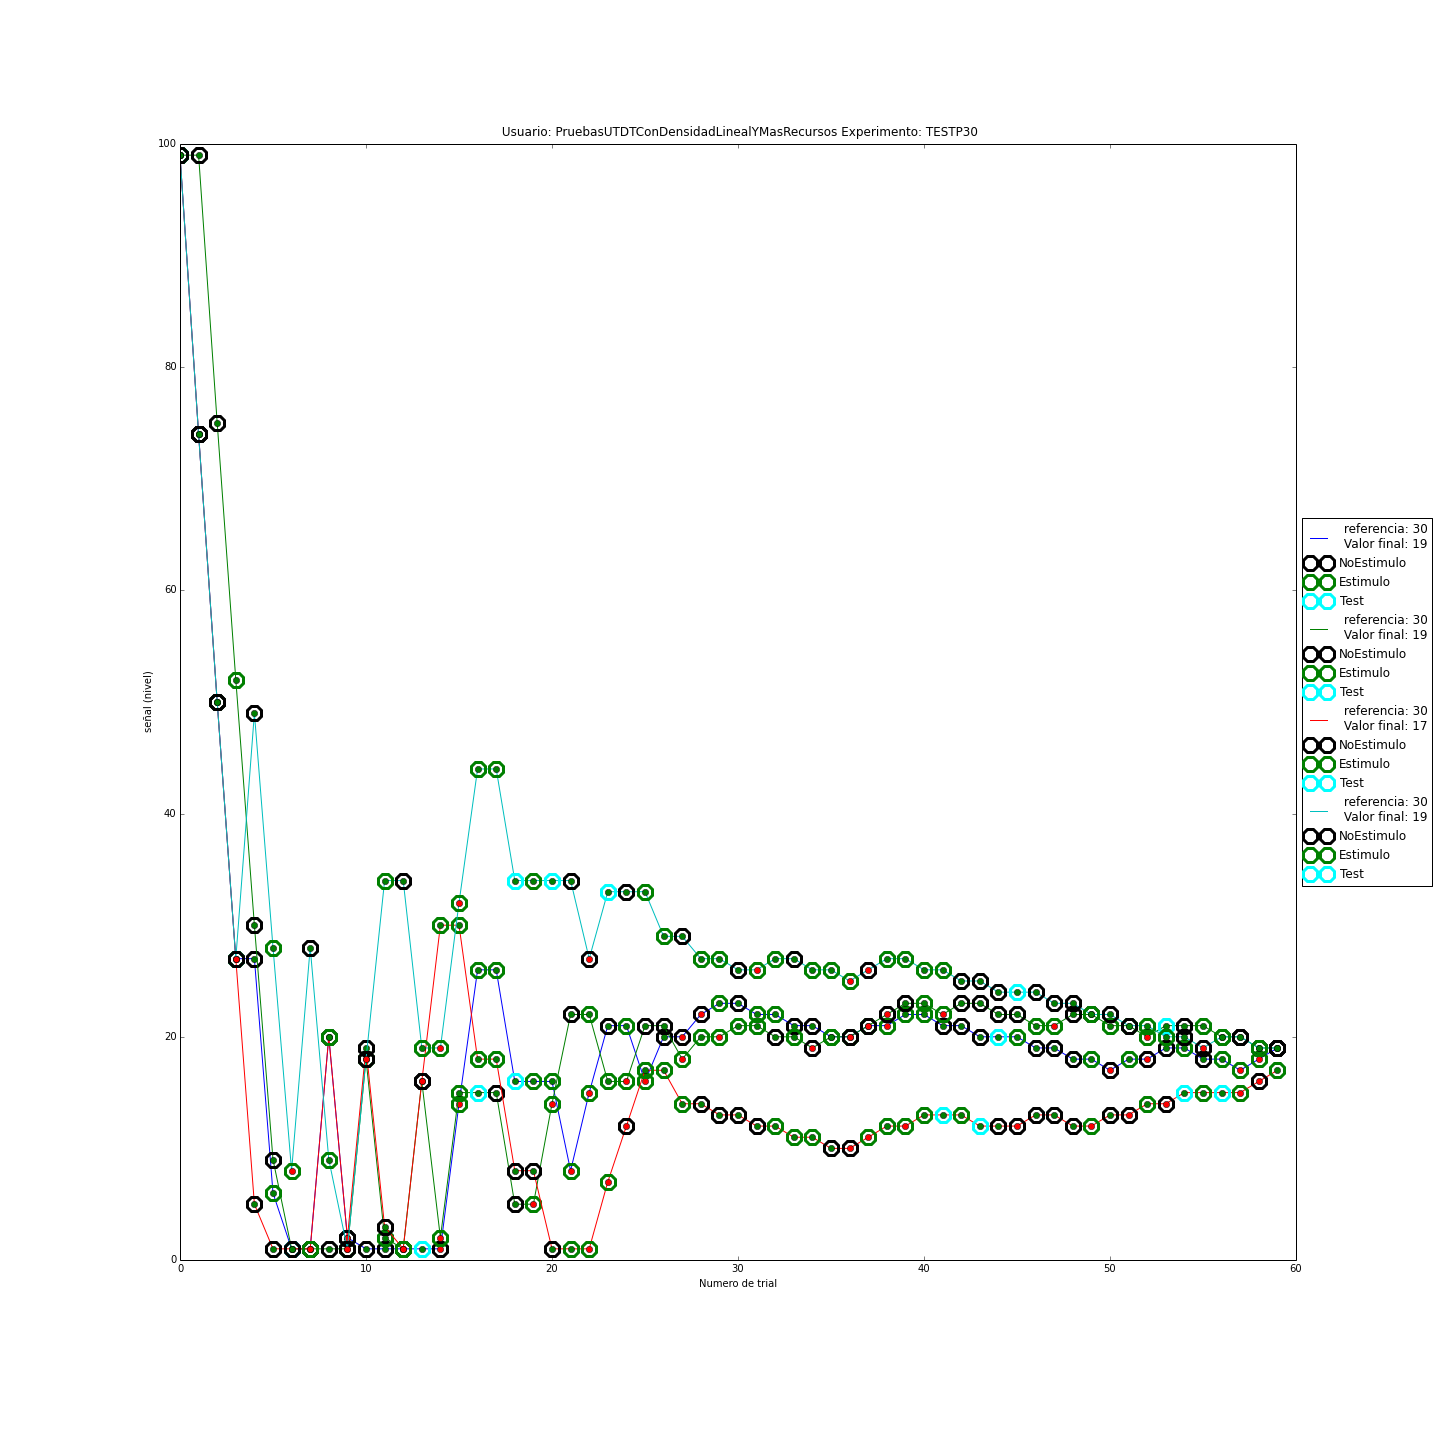 Usuario: PruebasUTDTConDensidadLinealYMasRecursos Experimento: TESTP30
100
80
60
40
20
0
señal (nivel)
0 10 20 30 40 50 60
Numero de trial
referencia: 30
Valor final: 19
NoEstimulo
Estimulo
Test
referencia: 30
Valor final: 19
NoEstimulo
Estimulo
Test
referencia: 30
Valor final: 17
NoEstimulo
Estimulo
Test
referencia: 30
Valor final: 19
NoEstimulo
Estimulo
Test